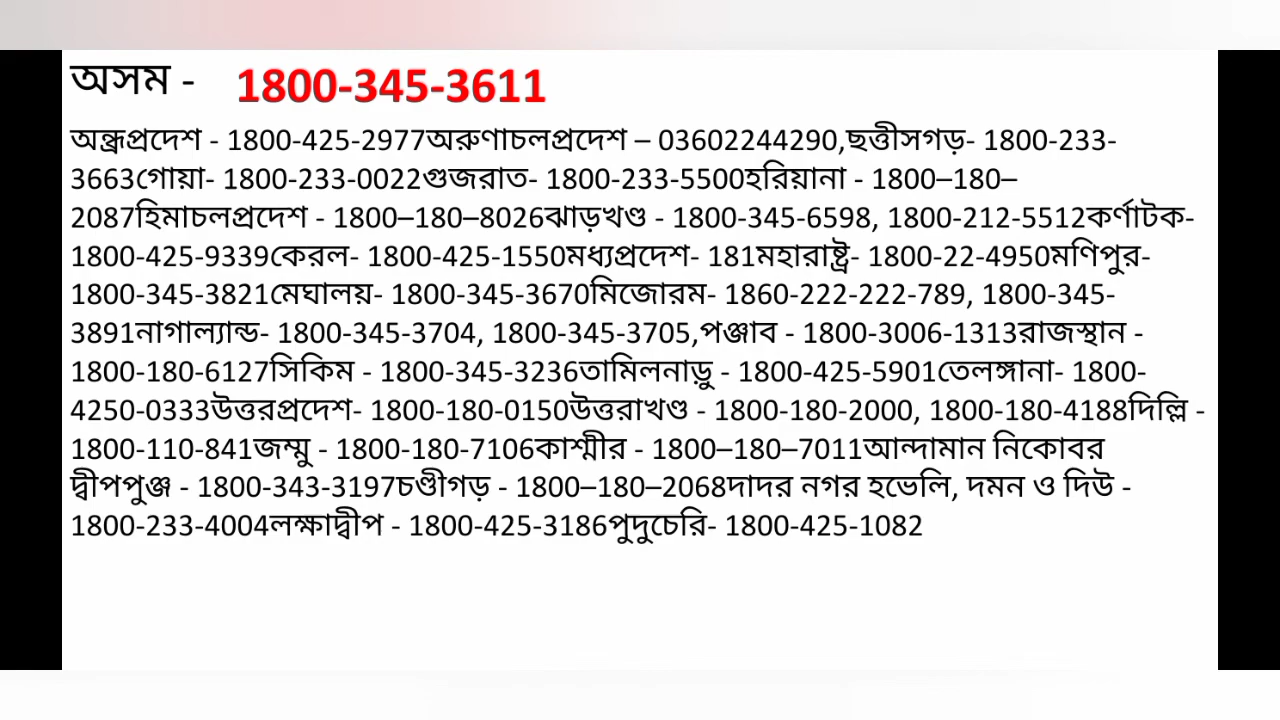 অসম - 1800-345-3611
অন্ধ্রপ্রদেশ - 1800-425-2977অরুণাচলপ্রদেশ – 03602244290,ছত্তীসগড়- 1800-233-
3663গোয়া- 1800-233-0022গুজরাত- 1800-233-5500হরিয়ানা - 1800–180–
2087হিমাচলপ্রদেশ - 1800–180–8026ঝাড়খণ্ড - 1800-345-6598, 1800-212-5512কর্ণাটক-
1800-425-9339কেরল- 1800-425-1550মধ্যপ্রদেশ- 181মহারাষ্ট্র- 1800-22-4950মণিপুর-
1800-345-3821মেঘালয়- 1800-345-3670মিজোরম- 1860-222-222-789, 1800-345-
3891নাগাল্যান্ড- 1800-345-3704, 1800-345-3705,পঞ্জাব - 1800-3006-1313রাজস্থান -
1800-180-6127সিকিম - 1800-345-3236তামিলনাড়ু - 1800-425-5901তেলঙ্গানা- 1800-
4250-0333উত্তরপ্রদেশ- 1800-180-0150উত্তরাখণ্ড - 1800-180-2000, 1800-180-4188দিল্লি -
1800-110-841জম্মু - 1800-180-7106কাশ্মীর - 1800–180–7011আন্দামান নিকোবর
দ্বীপপুঞ্জ - 1800-343-3197চণ্ডীগড় - 1800–180–2068দাদর নগর হভেলি, দমন ও দিউ -
1800-233-4004লক্ষাদ্বীপ - 1800-425-3186পুদুচেরি- 1800-425-1082